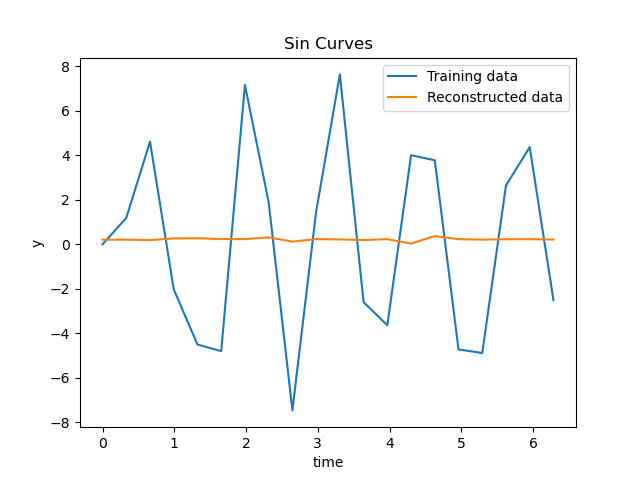 Sin Curves
Training data
Reconstructed data
8
6
4
2
0
−2
−4
−6
−8
y
0 1 2 3 4 5 6
time